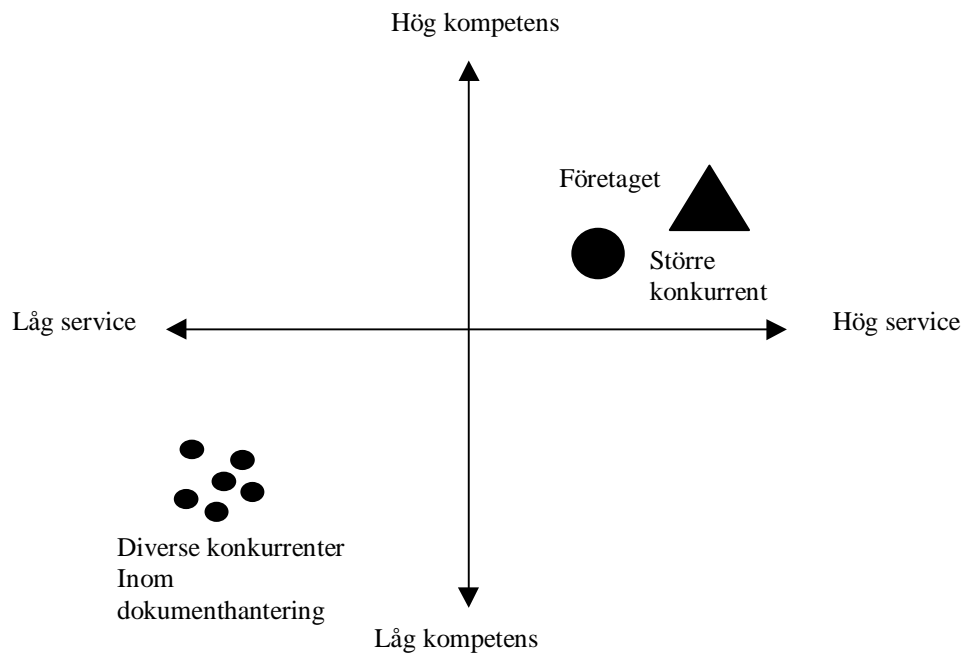 Hög kompetens
Företaget
Större
konkurrent
Låg service
Hög service
Diverse konkurrenter
Inom
dokumenthantering
Låg kompetens